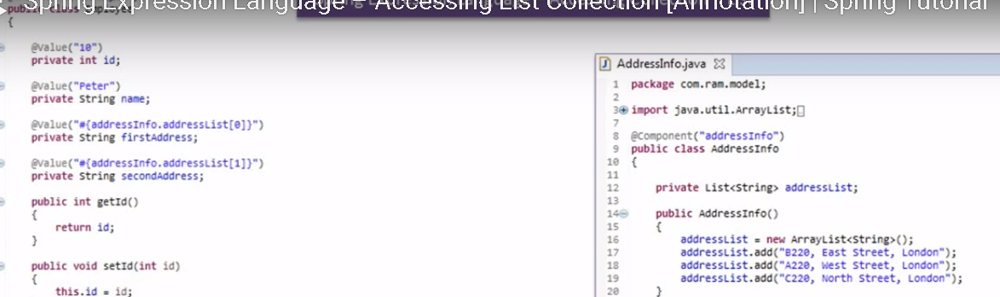 Spring Expression Language - Accessing List Collection [Annotation] | Spring Tutorial
public class Employee
{
@Value("10")
private int id;
@Value("Peter")
private String name;
@Value("#{addressInfo.addressList[0]}")
private String firstAddress;
@Value("#{addressInfo.addressList[1]}")
private String secondAddress;
public int getId()
{
return id;
}
public void setId(int id)
{
this.id = id;
AddressInfo.java
1 package com.ram.model;
2
3 import java.util.ArrayList;
7
8 @Component("addressInfo")
9 public class AddressInfo
10 {
11
12 private List<String> addressList;
13
14 public AddressInfo()
15 {
16 addressList = new ArrayList<String>();
17 addressList.add("B220, East Street, London");
18 addressList.add("A220, West Street, London");
19 addressList.add("C220, North Street, London");
20 }